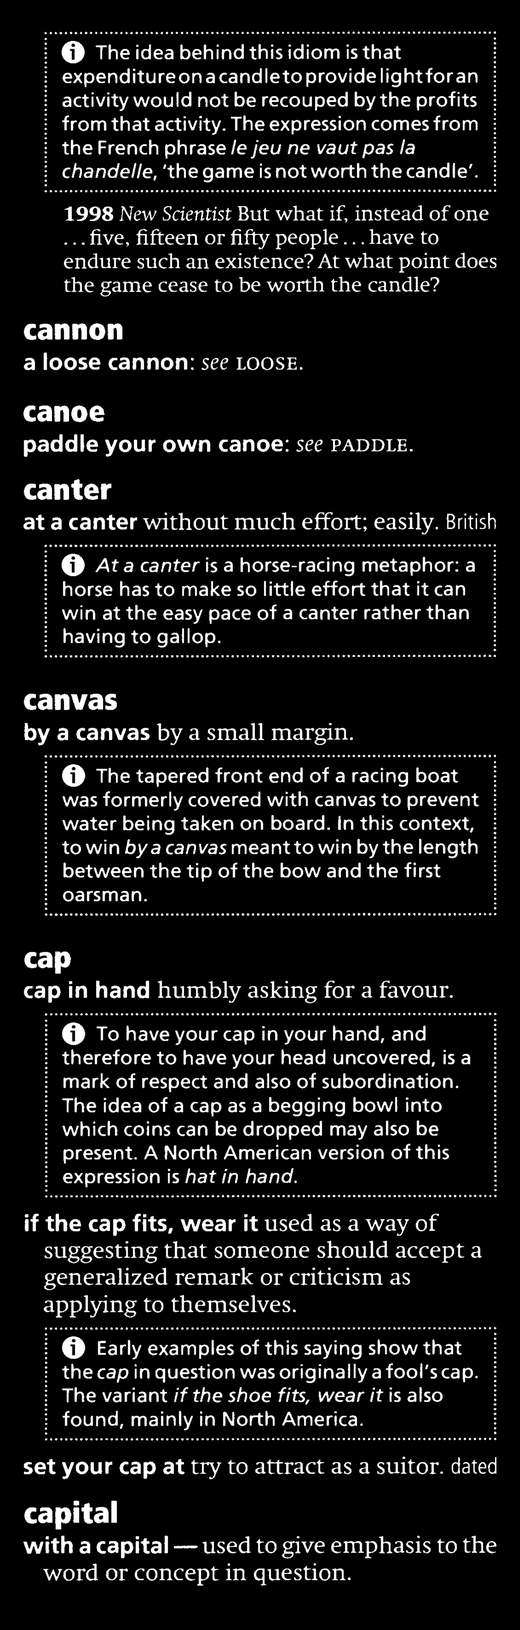 ⓘ The idea behind this idiom is that
expenditure on a candle to provide light for an
activity would not be recouped by the profits
from that activity. The expression comes from
the French phrase le jeu ne vaut pas la
chandelle, 'the game is not worth the candle'.
1998 New Scientist But what if, instead of one
...five, fifteen or fifty people...have to
endure such an existence? At what point does
the game cease to be worth the candle?
cannon
a loose cannon: see LOOSE.
canoe
paddle your own canoe: see PADDLE.
canter
at a canter without much effort; easily. British
ⓘ At a canter is a horse-racing metaphor: a
horse has to make so little effort that it can
win at the easy pace of a canter rather than
having to gallop.
canvas
by a canvas by a small margin.
ⓘ The tapered front end of a racing boat
was formerly covered with canvas to prevent
water being taken on board. In this context,
to win by a canvas meant to win by the length
between the tip of the bow and the first
oarsman.
cap
cap in hand humbly asking for a favour.
ⓘ To have your cap in your hand, and
therefore to have your head uncovered, is a
mark of respect and also of subordination.
The idea of a cap as a begging bowl into
which coins can be dropped may also be
present. A North American version of this
expression is hat in hand.
if the cap fits, wear it used as a way of
suggesting that someone should accept a
generalized remark or criticism as
applying to themselves.
ⓘ Early examples of this saying show that
the cap in question was originally a fool's cap.
The variant if the shoe fits, wear it is also
found, mainly in North America.
set your cap at try to attract as a suitor. dated
capital
with a capital — used to give emphasis to the
word or concept in question.